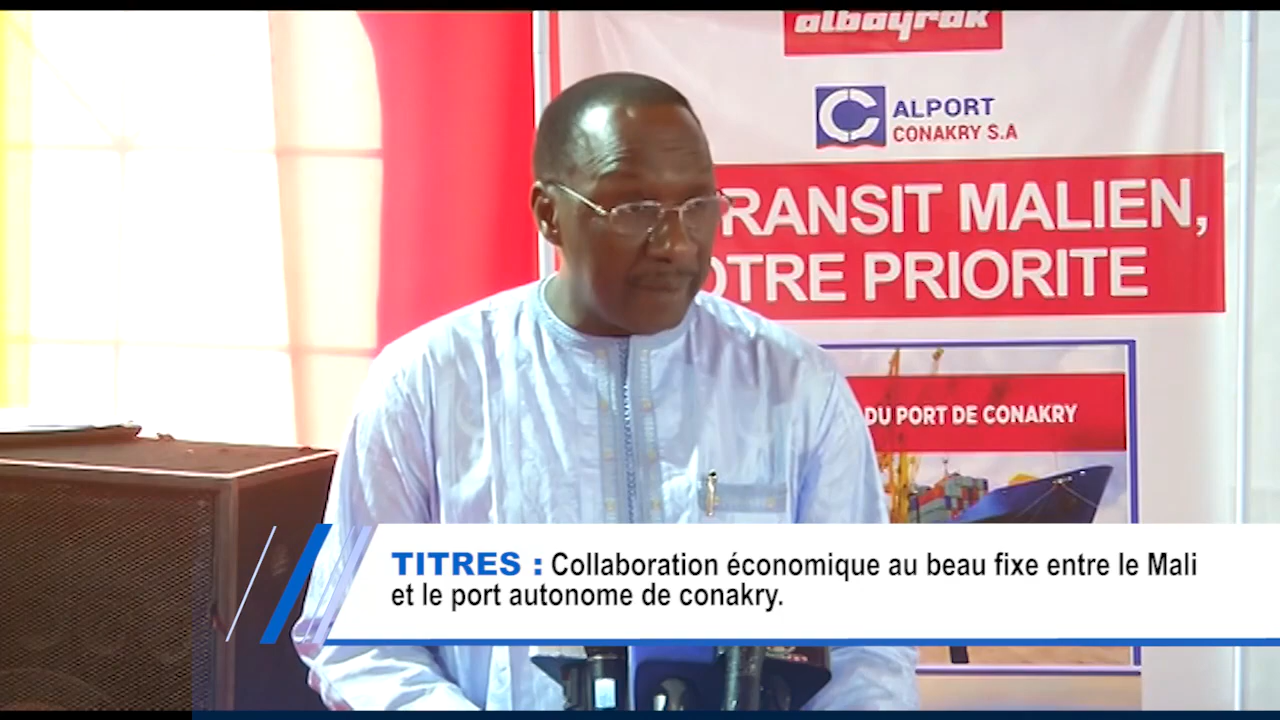 albayrak
ALPORT
CONAKRY S.A
RANSIT MALIEN,
OTRE PRIORITE
DU PORT DE CONAKRY
TITRES : Collaboration économique au beau fixe entre le Mali
et le port autonome de conakry.